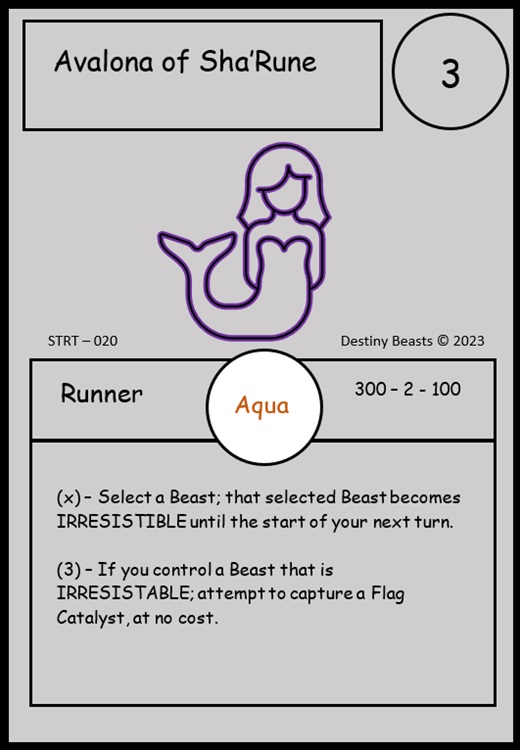 Avalona of Sha’Rune
3
STRT – 020
Destiny Beasts © 2023
Runner
Aqua
300 – 2 - 100
(x) – Select a Beast; that selected Beast becomes
IRRESISTIBLE until the start of your next turn.
(3) – If you control a Beast that is
IRRESISTABLE; attempt to capture a Flag
Catalyst, at no cost.